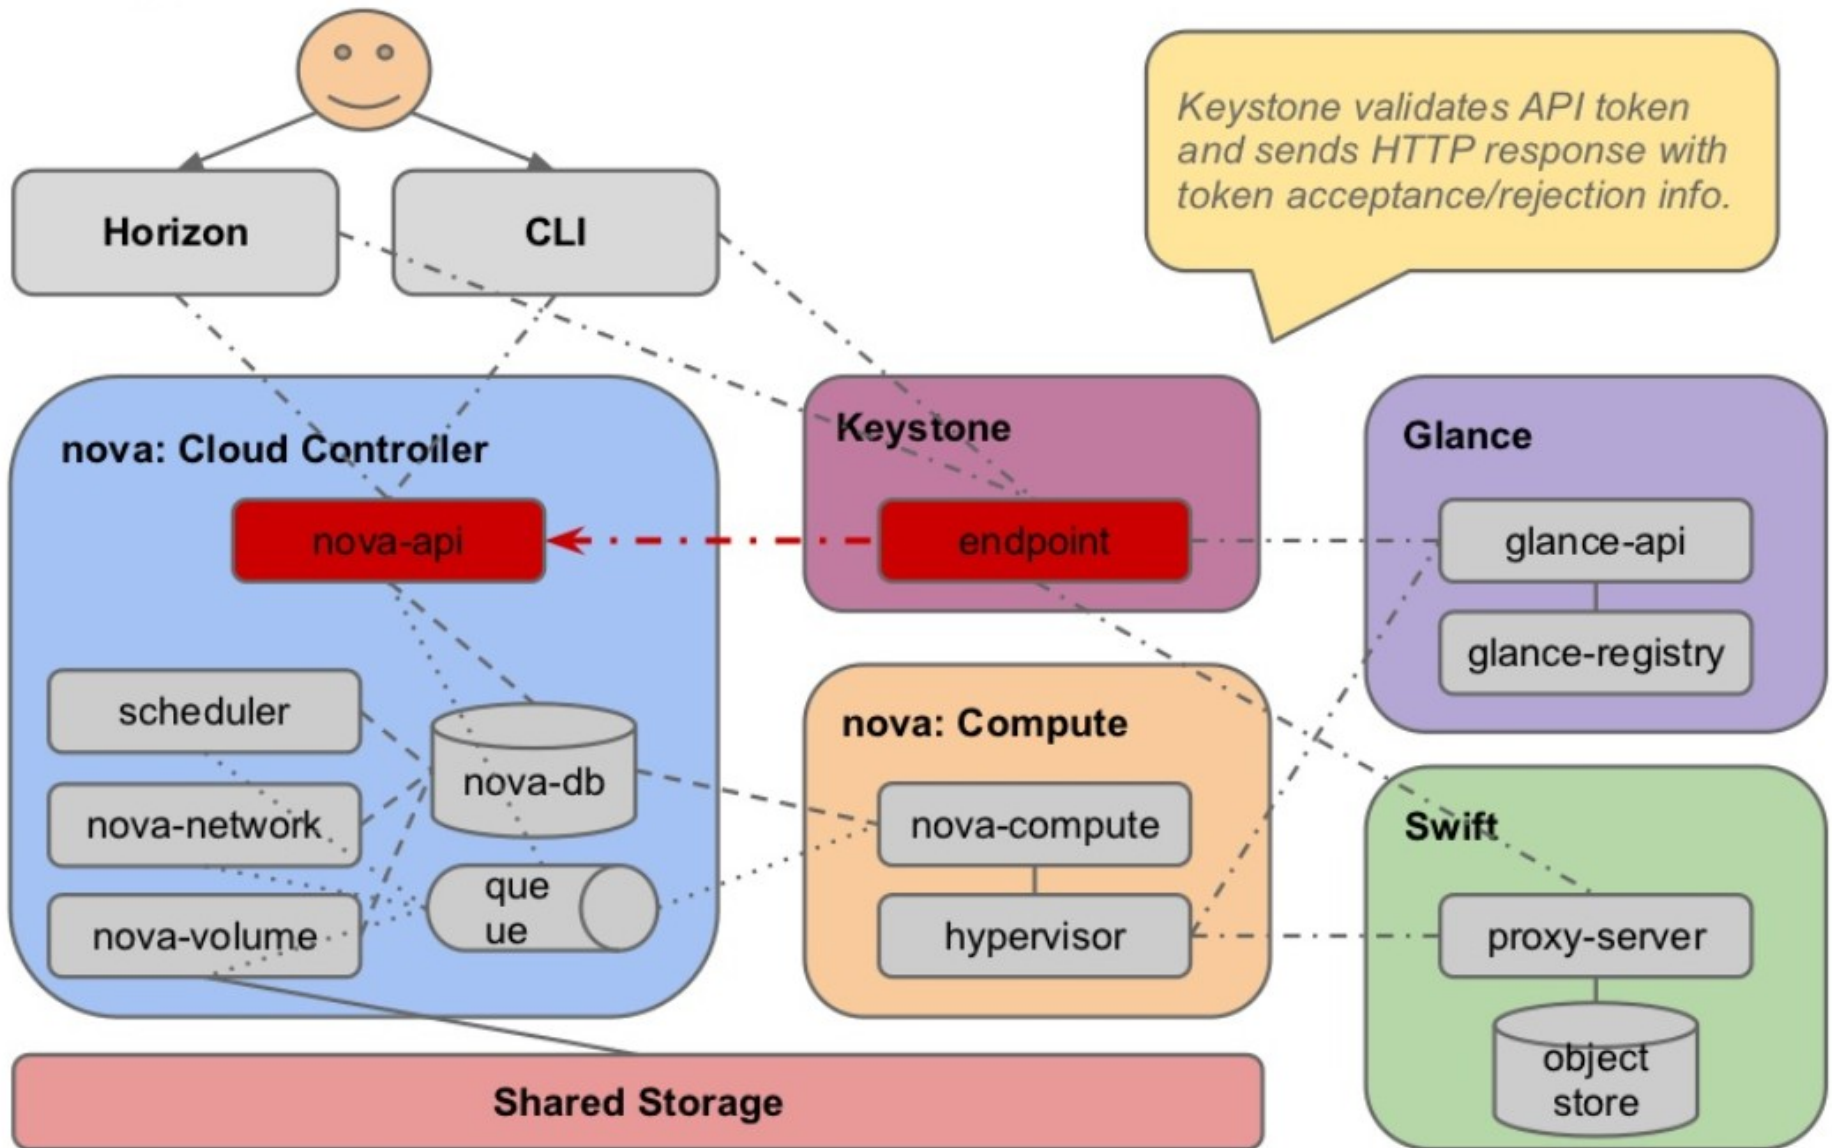 Keystone validates API token
and sends HTTP response with
token acceptance/rejection info.
Horizon
CLI
nova: Cloud Controller
Keystone
Glance
nova-api
endpoint
glance-api
glance-registry
scheduler
nova: Compute
nova-db
nova-network
nova-compute
Swift
que
ue
nova-volume
hypervisor
proxy-server
object
store
Shared Storage